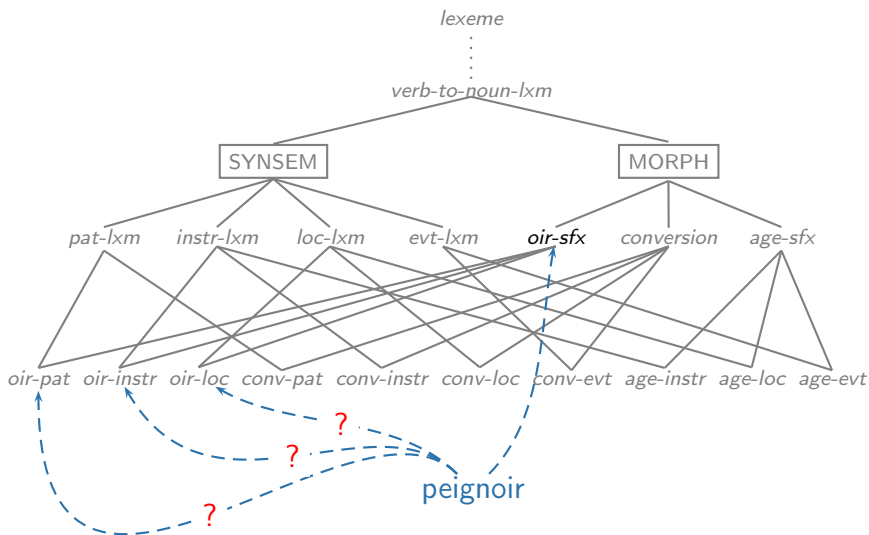 lexeme
verb-to-noun-lxm
SYNSEM MORPH
pat-lxm instr-lxm loc-lxm evt-lxm oir-sfx conversion age-sfx
oir-pat oir-instr oir-loc conv-pat conv-instr conv-loc conv-evt age-instr age-loc age-evt
?
?
peignoir
?